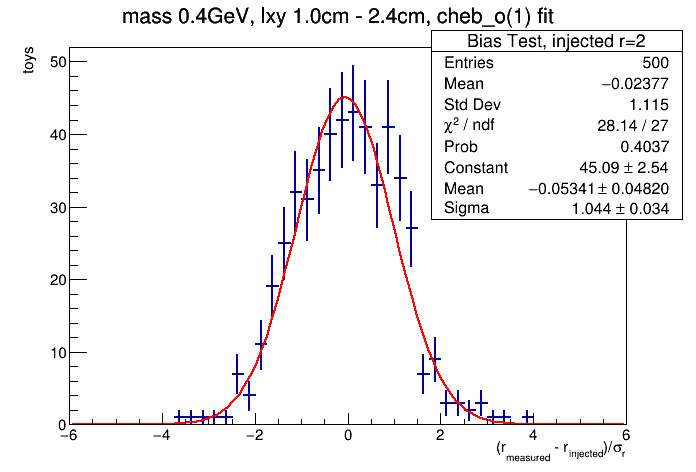 mass 0.4GeV, lxy 1.0cm - 2.4cm, cheb_o(1) fit
Bias Test, injected r=2
Entries 500
Mean −0.02377
Std Dev 1.115
χ² / ndf 28.14 / 27
Prob 0.4037
Constant 45.09 ± 2.54
Mean −0.05341 ± 0.04820
Sigma 1.044 ± 0.034
toys
50
40
30
20
10
0
−6 −4 −2 0 2 4 6
(r_measured - r_injected)/σ_r